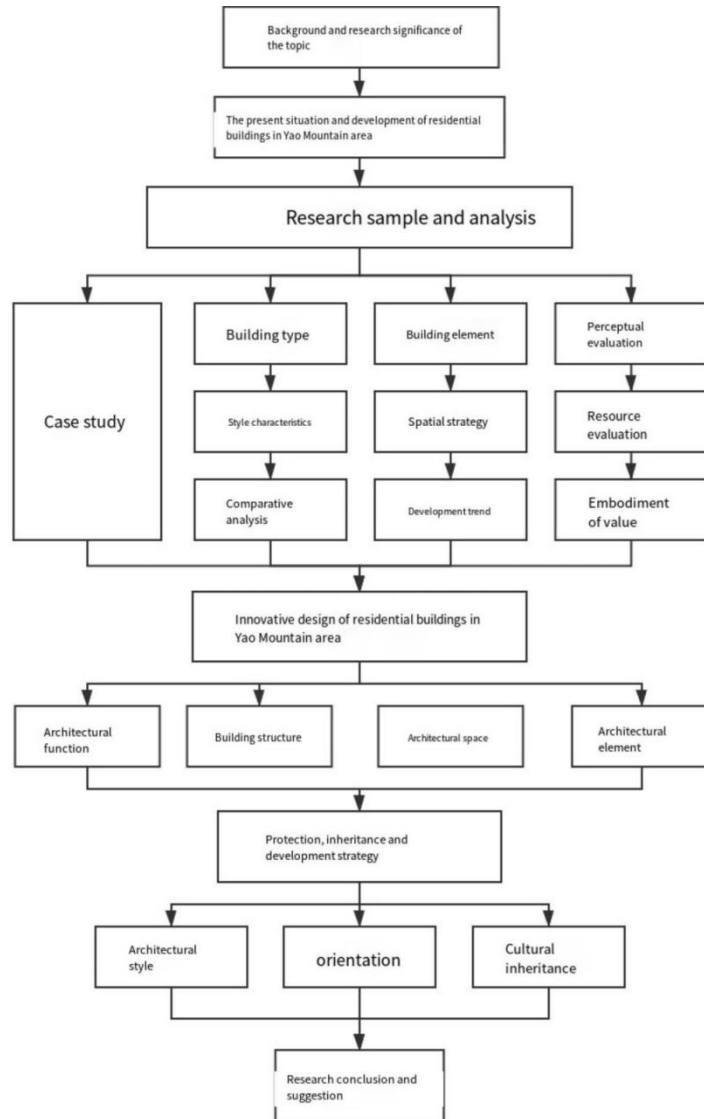 Background and research significance of
the topic
The present situation and development of residential
buildings in Yao Mountain area
Research sample and analysis
Case study
Building type
Building element
Perceptual
evaluation
Style characteristics
Spatial strategy
Resource
evaluation
Comparative
analysis
Development trend
Embodiment
of value
Innovative design of residential buildings in
Yao Mountain area
Architectural
function
Building structure
Architectural space
Architectural
element
Protection, inheritance and
development strategy
Architectural
style
orientation
Cultural
inheritance
Research conclusion and
suggestion